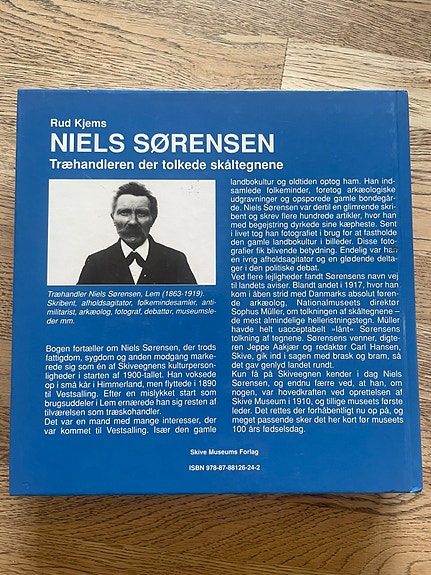 Rud Kjems
NIELS SØRENSEN
Træhandleren der tolkede skåltegnene
Træhandler Niels Sørensen, Lem (1863-1919).
Skribent, afholdsagitator, folkemindesamler, anti-
militarist, arkæolog, fotograf, debattør, museumsle-
der mm.
Bogen fortæller om Niels Sørensen, der trods
fattigdom, sygdom og anden modgang marke-
rede sig som én af Skiveegnens kulturperson-
ligheder i starten af 1900-tallet. Han voksede
op i små kår i Himmerland, men flyttede i 1890
til Vestsalling. Efter en mislykket start som
brugsuddeler i Lem ernærede han sig resten af
tilværelsen som træskohandler.
Det var en mand med mange interesser, der
var kommet til Vestsalling. Især den gamle
landbokultur og oldtiden optog ham. Han ind-
samlede folkeminder, foretog arkæologiske
udgravninger og opsporede gamle bondegår-
de. Niels Sørensen var dertil en glimrende skri-
bent og skrev flere hundrede artikler, hvor han
med begejstring dyrkede sine kæpheste. Sent
i livet tog han fotografiet i brug for at fastholde
den gamle landbokultur i billeder. Disse foto-
grafier fik blivende betydning. Endelig var han
en ivrig afholdsagitator og en glødende delta-
ger i den politiske debat.
Ved flere lejligheder fandt Sørensens navn vej
til landets aviser. Blandt andet i 1917, hvor han
kom i åben strid med Danmarks absolut føren-
de arkæolog, Nationalmuseets direktør
Sophus Müller, om tolkningen af skåltegnene –
de mest almindelige helleristningstegn. Müller
havde helt uacceptabelt »lånt« Sørensens
tolkning af tegnene. Sørensens venner, digte-
ren Jeppe Aakjær og redaktør Carl Hansen,
Skive, gik ind i sagen med brask og bram, så
det gav genlyd landet rundt.
Kun få på Skiveegnen kender i dag Niels
Sørensen, og endnu færre ved, at han, om
nogen, var hovedkraften ved oprettelsen af
Skive Museum i 1910, og tillige museets første
leder. Det rettes der forhåbentligt nu op på, og
meget passende sker det her kort før museets
100 års fødselsdag.
Skive Museums Forlag
ISBN 978-87-88126-24-2